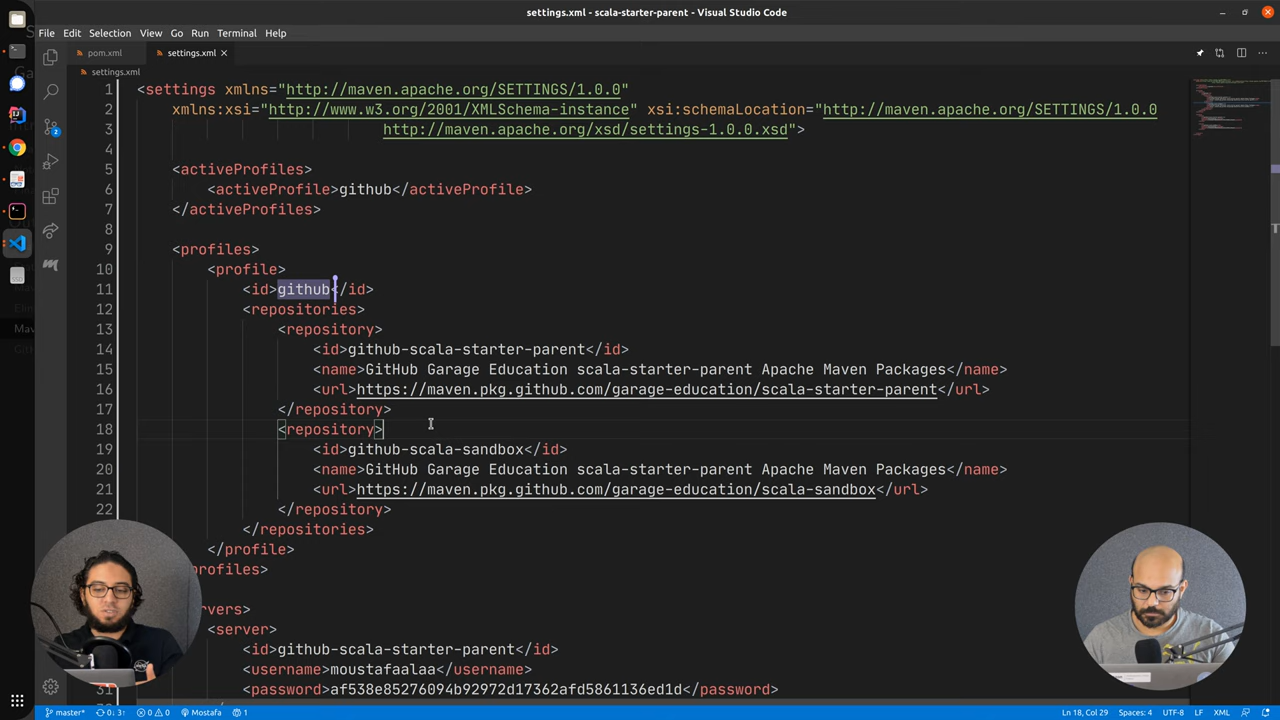 settings.xml - scala-starter-parent - Visual Studio Code
File Edit Selection View Go Run Terminal Help
pom.xml settings.xml
settings.xml
1 <settings xmlns="http://maven.apache.org/SETTINGS/1.0.0"
2 xmlns:xsi="http://www.w3.org/2001/XMLSchema-instance" xsi:schemaLocation="http://maven.apache.org/SETTINGS/1.0.0
3 http://maven.apache.org/xsd/settings-1.0.0.xsd">
4
5 <activeProfiles>
6 <activeProfile>github</activeProfile>
7 </activeProfiles>
8
9 <profiles>
10 <profile>
11 <id>github</id>
12 <repositories>
13 <repository>
14 <id>github-scala-starter-parent</id>
15 <name>GitHub Garage Education scala-starter-parent Apache Maven Packages</name>
16 <url>https://maven.pkg.github.com/garage-education/scala-starter-parent</url>
17 </repository>
18 <repository>
19 <id>github-scala-sandbox</id>
20 <name>GitHub Garage Education scala-starter-parent Apache Maven Packages</name>
21 <url>https://maven.pkg.github.com/garage-education/scala-sandbox</url>
22 </repository>
</repositories>
</profile>
profiles>
ervers>
<server>
<id>github-scala-starter-parent</id>
<username>moustafaalaa</username>
31 <password>af538e85276094b92972d17362afd5861136ed1d</password>
master* 0↓ 3↑ 0 0 Mostafa 1 Ln 18, Col 29 Spaces: 4 UTF-8 LF XML